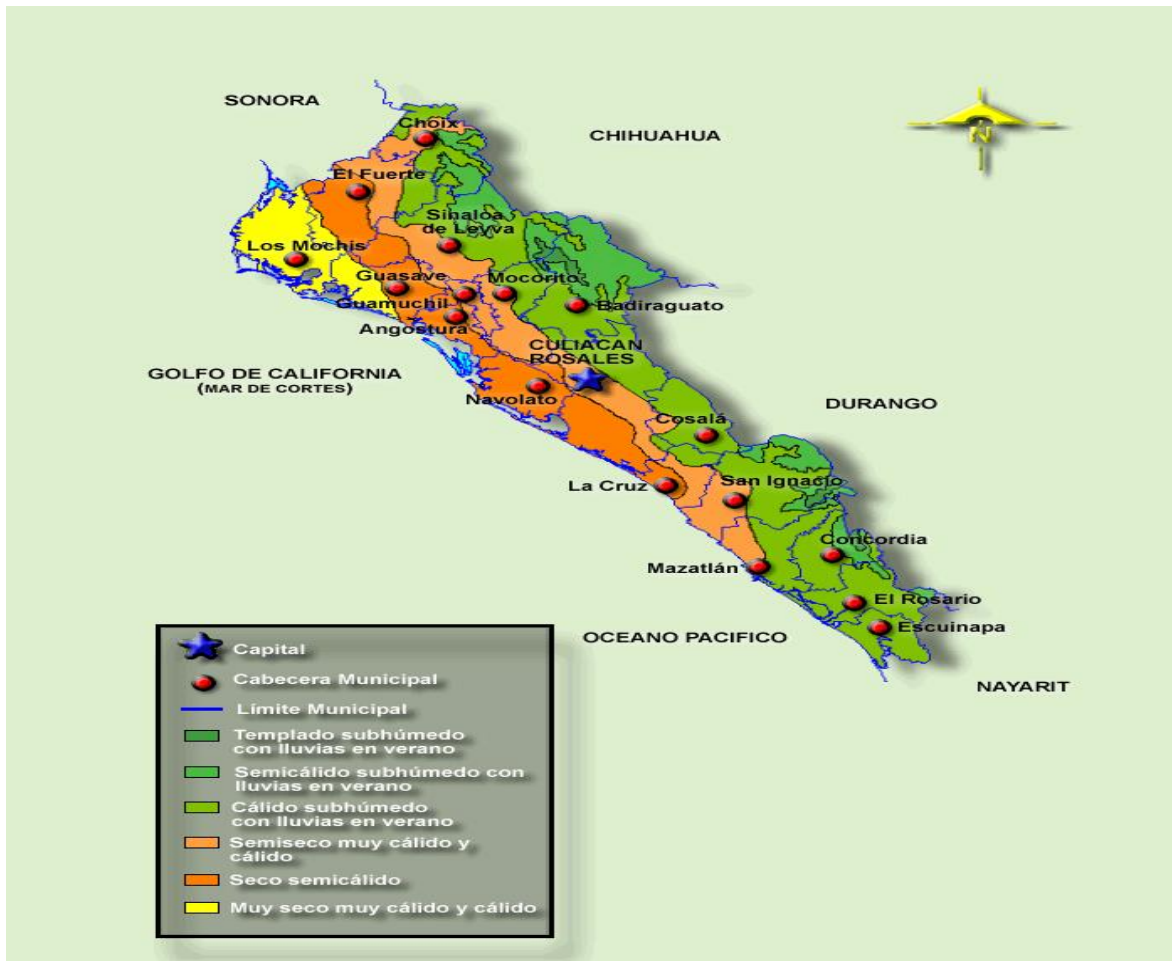 SONORA
CHIHUAHUA
N
Choix
El Fuerte
Sinaloa
de Leyva
Los Mochis
Guasave
Mocorito
Guamuchil
Badiraguato
Angostura
CULIACAN
ROSALES
GOLFO DE CALIFORNIA
(MAR DE CORTES)
Navolato
DURANGO
Cosalá
La Cruz
San Ignacio
Concordia
Mazatlán
El Rosario
Escuinapa
OCEANO PACIFICO
NAYARIT
Capital
Cabecera Municipal
Límite Municipal
Templado subhúmedo
con lluvias en verano
Semicálido subhúmedo con
lluvias en verano
Cálido subhúmedo
con lluvias en verano
Semiseco muy cálido y
cálido
Seco semicálido
Muy seco muy cálido y cálido